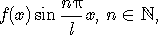 f(x) sin nπ/l x, n ∈ ℕ,